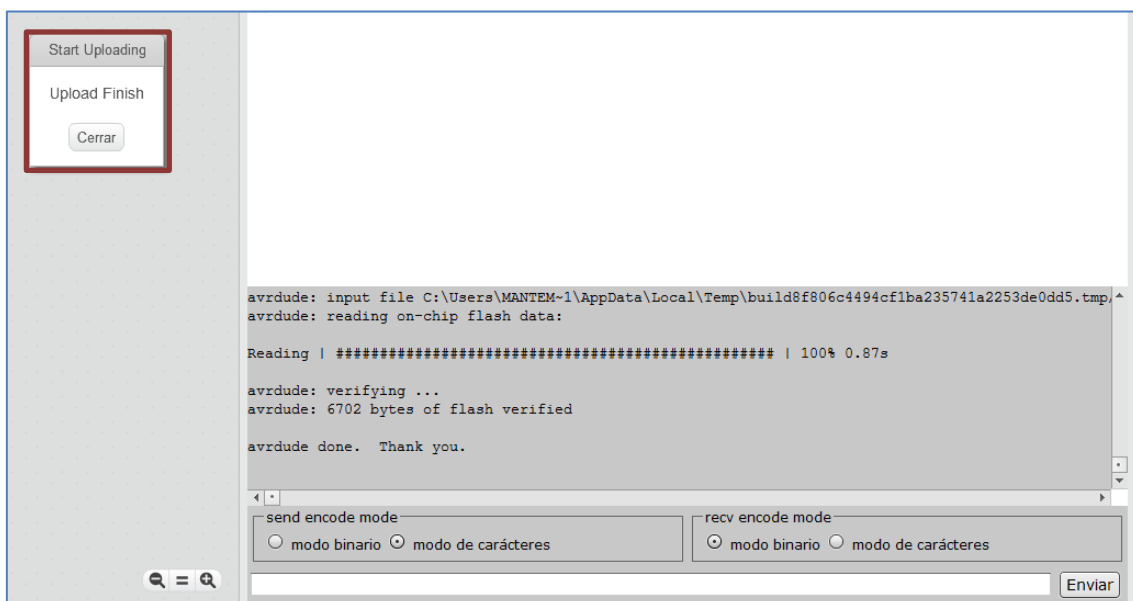 Start Uploading
Upload Finish
Cerrar
avrdude: input file C:\Users\MANTEM~1\AppData\Local\Temp\build8f806c4494cf1ba235741a2253de0dd5.tmp/
avrdude: reading on-chip flash data:
Reading | ################################################## | 100% 0.87s
avrdude: verifying ...
avrdude: 6702 bytes of flash verified
avrdude done.  Thank you.
send encode mode
modo binario modo de carácteres
recv encode mode
modo binario modo de carácteres
Enviar